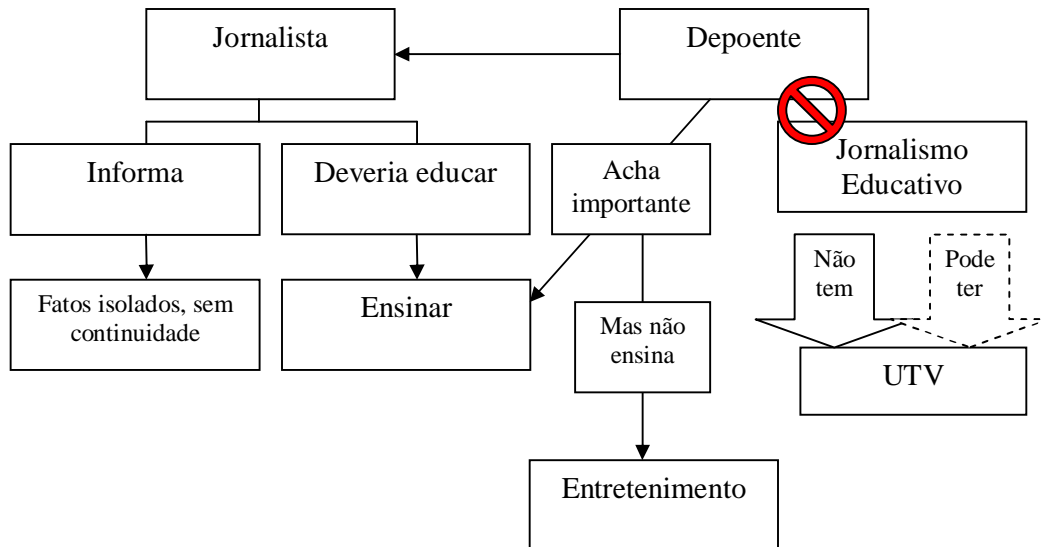 Jornalista
Depoente
Informa
Deveria educar
Acha
importante
Jornalismo
Educativo
Fatos isolados, sem
continuidade
Ensinar
Mas não
ensina
Não
tem
Pode
ter
UTV
Entretenimento